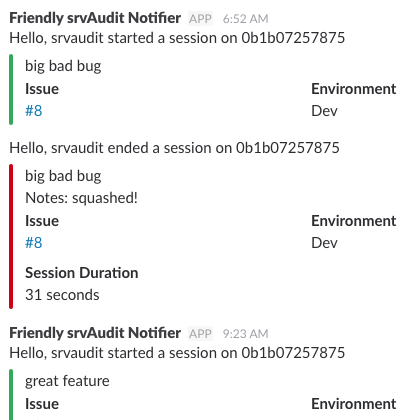 Friendly srvAudit Notifier APP 6:52 AM
Hello, srvaudit started a session on 0b1b07257875
big bad bug
Issue Environment
#8 Dev
Hello, srvaudit ended a session on 0b1b07257875
big bad bug
Notes: squashed!
Issue Environment
#8 Dev
Session Duration
31 seconds
Friendly srvAudit Notifier APP 9:23 AM
Hello, srvaudit started a session on 0b1b07257875
great feature
Issue Environment